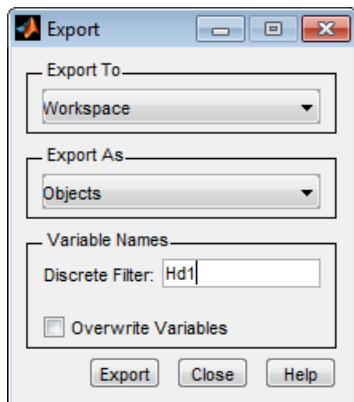 Export
Export To
Workspace
Export As
Objects
Variable Names
Discrete Filter: Hd1
Overwrite Variables
Export Close Help